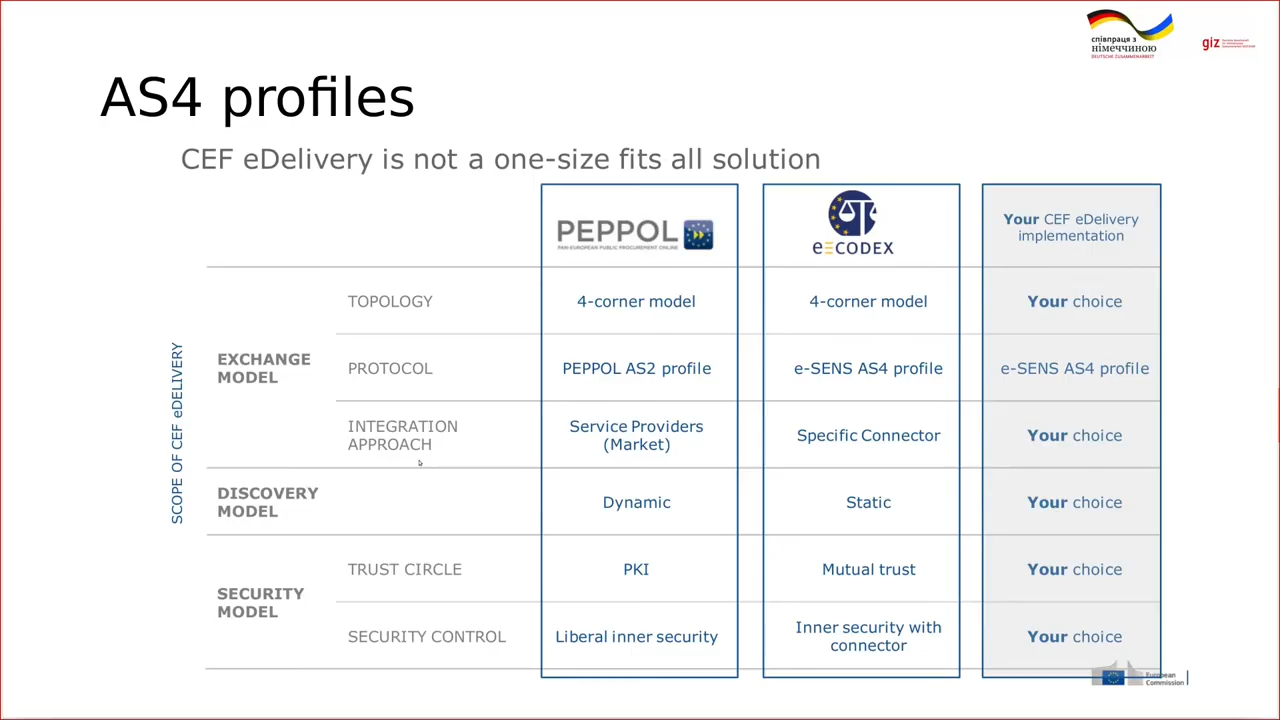 співпраця з
німеччиною
DEUTSCHE ZUSAMMENARBEIT
giz
AS4 profiles
CEF eDelivery is not a one-size fits all solution
PEPPOL
PAN-EUROPEAN PUBLIC PROCUREMENT ONLINE
e-CODEX
Your CEF eDelivery
implementation
SCOPE OF CEF eDELIVERY
EXCHANGE
MODEL
TOPOLOGY
4-corner model
4-corner model
Your choice
PROTOCOL
PEPPOL AS2 profile
e-SENS AS4 profile
e-SENS AS4 profile
INTEGRATION
APPROACH
Service Providers
(Market)
Specific Connector
Your choice
DISCOVERY
MODEL
Dynamic
Static
Your choice
SECURITY
MODEL
TRUST CIRCLE
PKI
Mutual trust
Your choice
SECURITY CONTROL
Liberal inner security
Inner security with
connector
Your choice
European
Commission